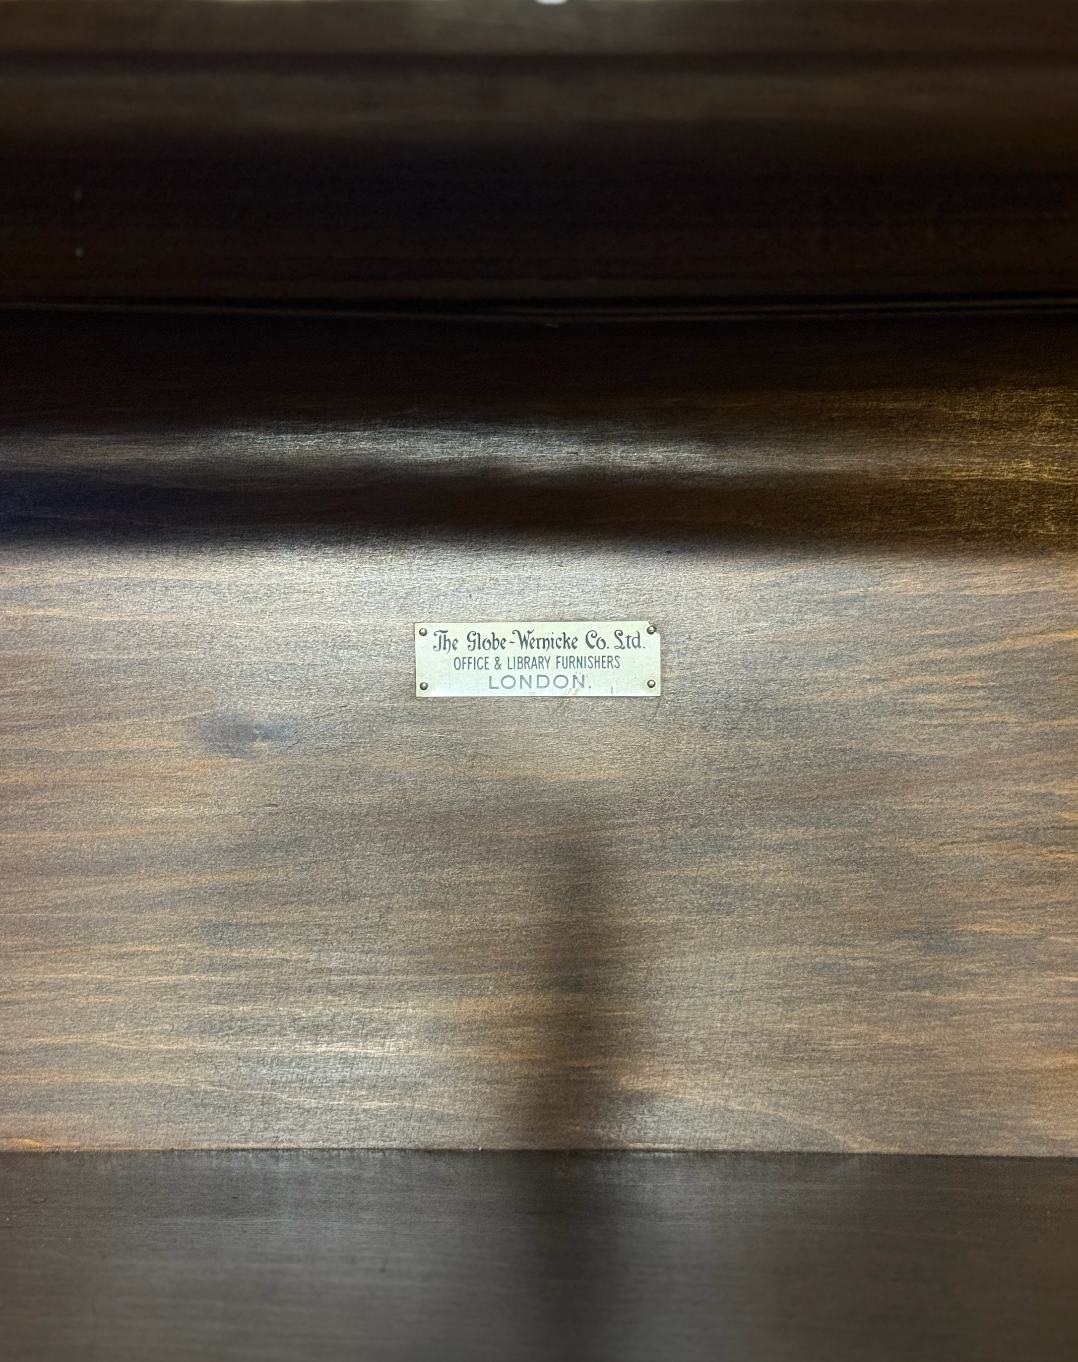 The Globe-Wernicke Co. Ltd.
OFFICE & LIBRARY FURNISHERS
LONDON.